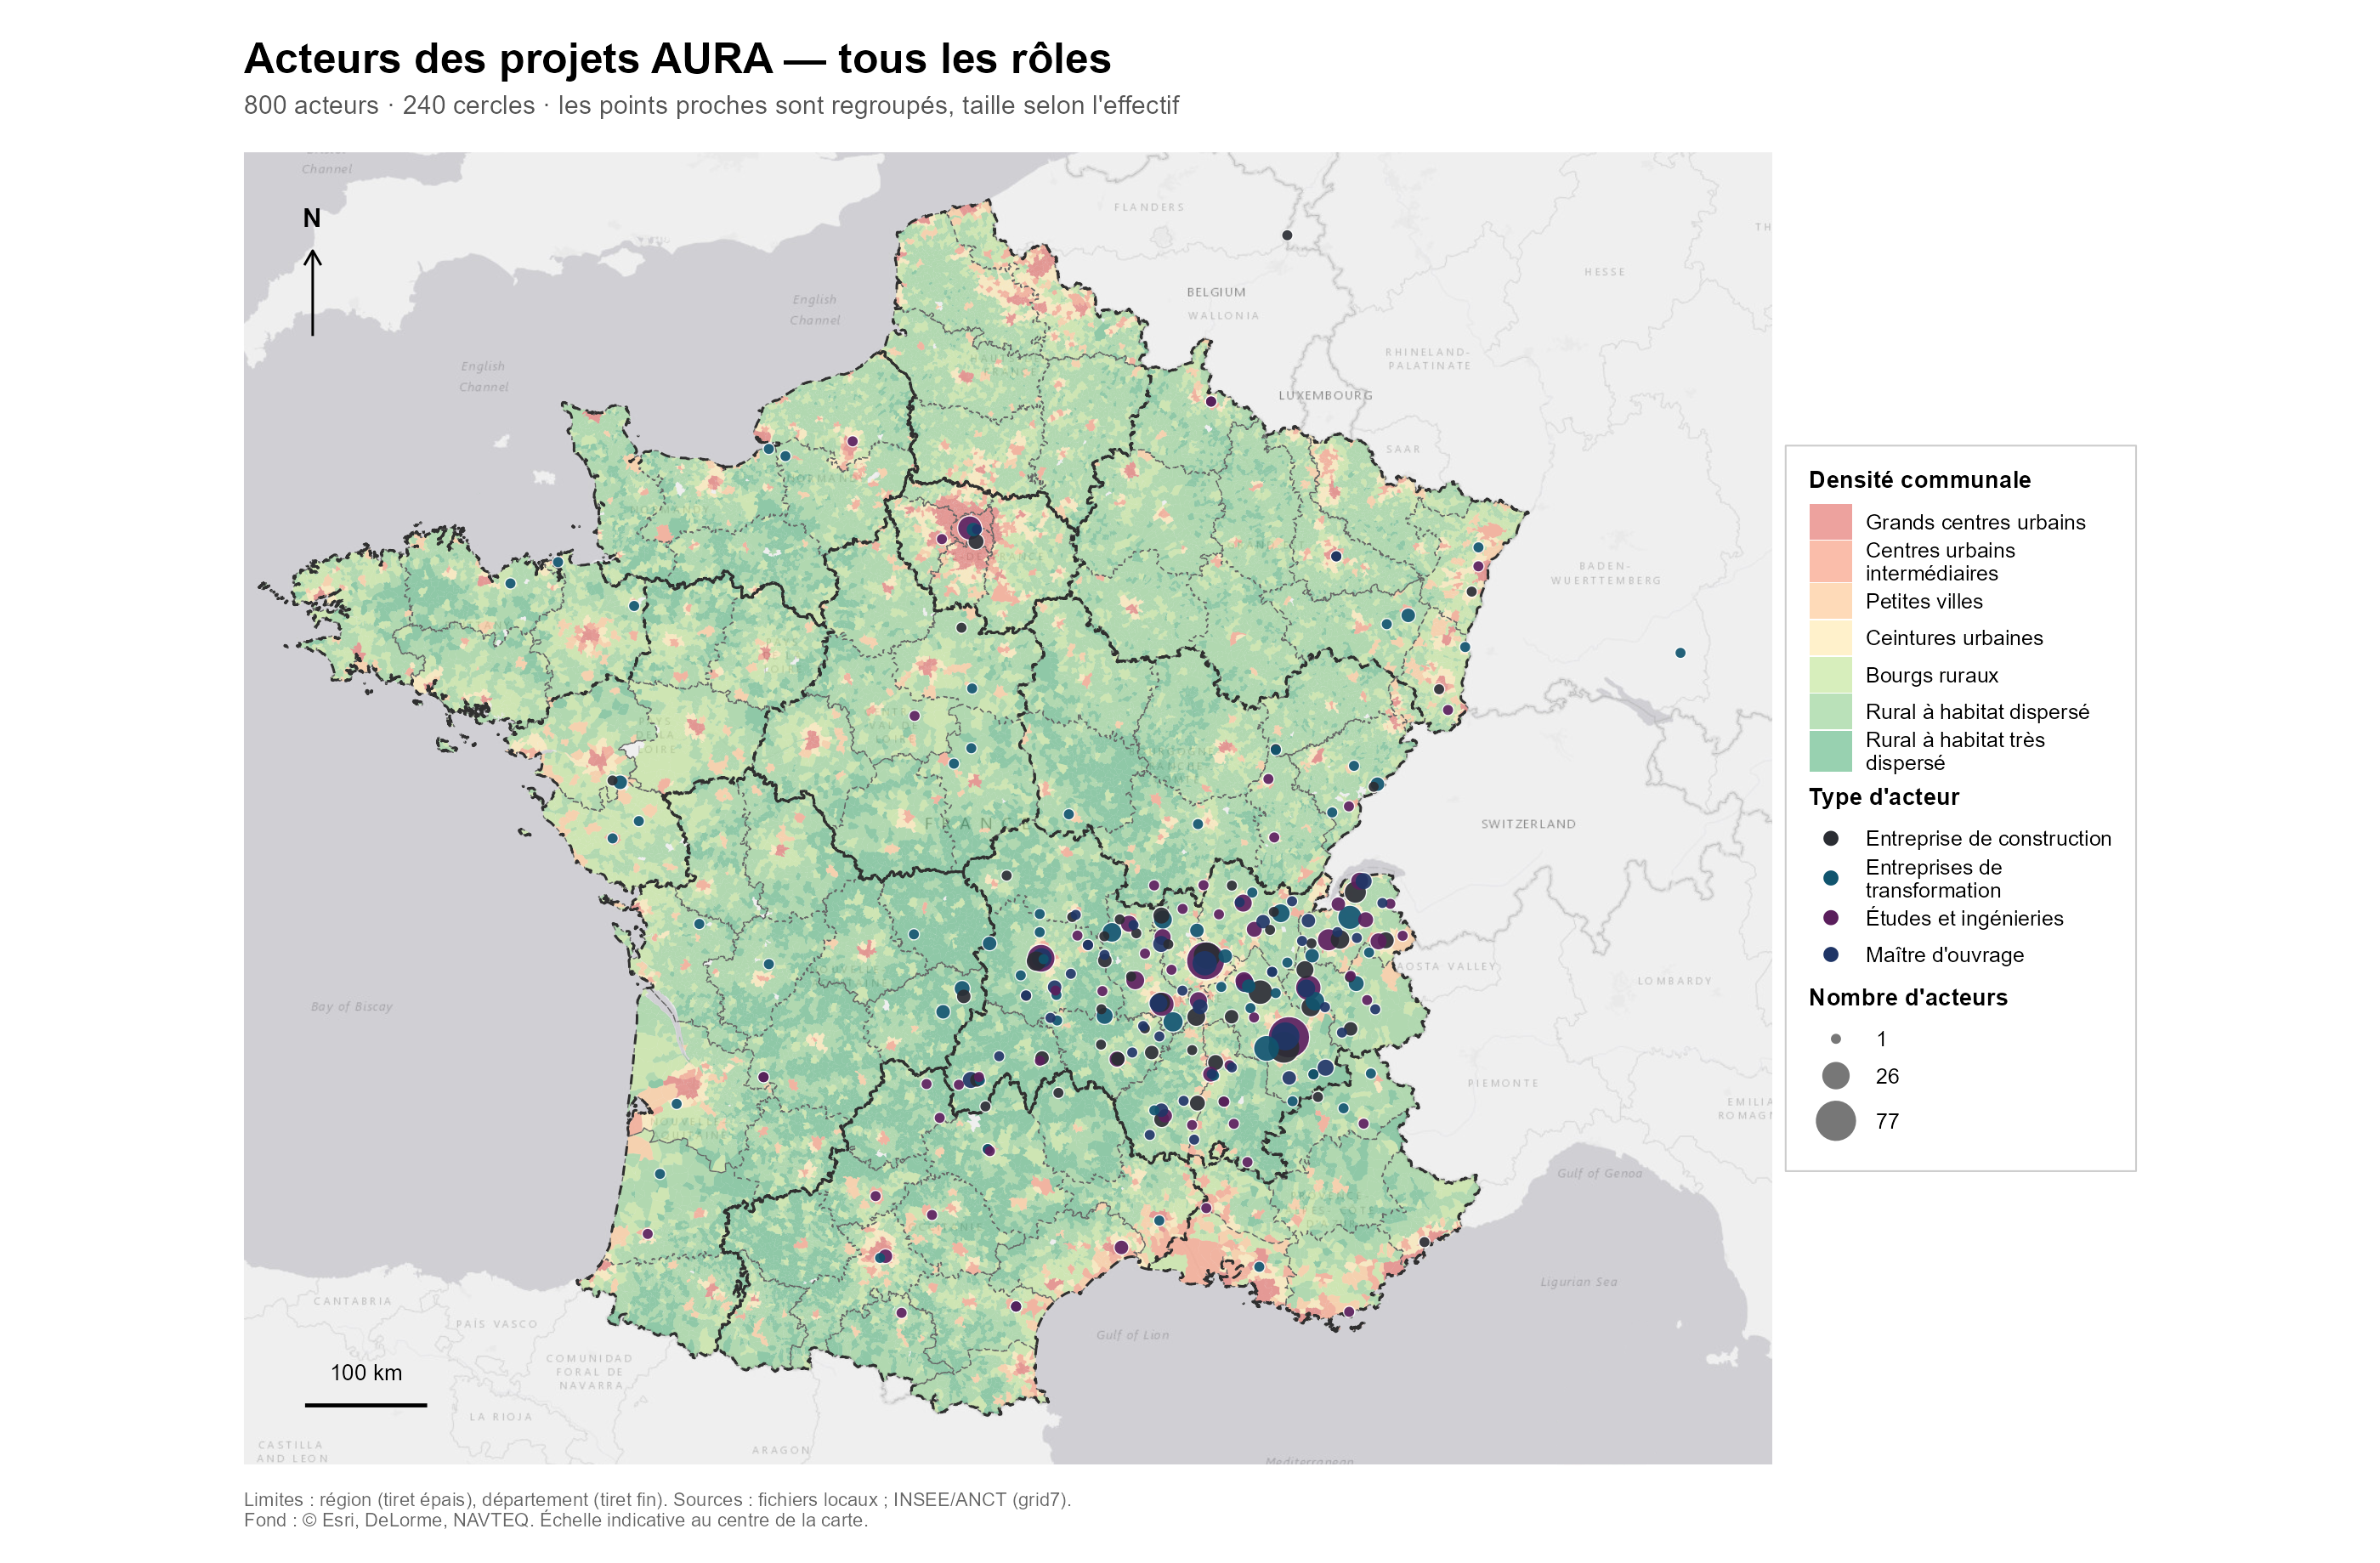 Acteurs des projets AURA — tous les rôles
800 acteurs · 240 cercles · les points proches sont regroupés, taille selon l'effectif
Channel
N
FLANDERS
TH
HESSE
BELGIUM
WALLONIA
English
Channel
English
Channel
RHINELAND-
PALATINATE
LUXEMBOURG
SAAR
BADEN-
WUERTTEMBERG
FRANCE
SWITZERLAND
AOSTA VALLEY
LOMBARDY
Bay of Biscay
PIEMONTE
EMILIA
ROMAGN
Gulf of Genoa
Ligurian Sea
Gulf of Lion
CANTABRIA
PAÍS VASCO
COMUNIDAD
FORAL DE
NAVARRA
LA RIOJA
ARAGON
CASTILLA
AND LEON
Mediterranean
100 km
Densité communale
Grands centres urbains
Centres urbains
intermédiaires
Petites villes
Ceintures urbaines
Bourgs ruraux
Rural à habitat dispersé
Rural à habitat très
dispersé
Type d'acteur
Entreprise de construction
Entreprises de
transformation
Études et ingénieries
Maître d'ouvrage
Nombre d'acteurs
1
26
77
Limites : région (tiret épais), département (tiret fin). Sources : fichiers locaux ; INSEE/ANCT (grid7).
Fond : © Esri, DeLorme, NAVTEQ. Échelle indicative au centre de la carte.